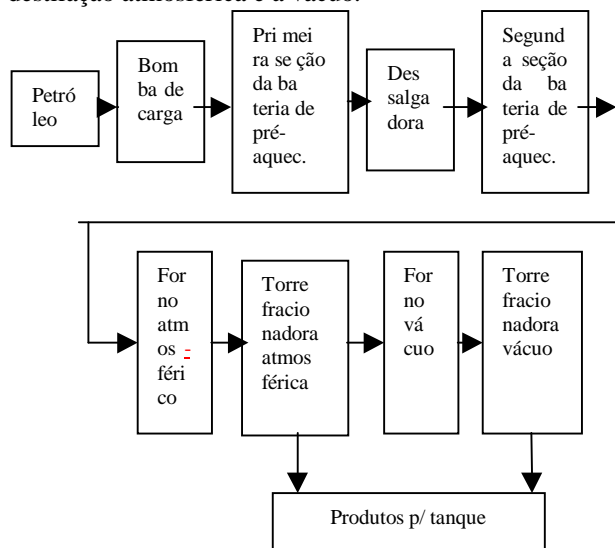 destilação atmosférica e a vácuo.
Petró
leo
Bom
ba de
carga
Pri mei
ra se ção
da ba
teria de
pré-
aquec.
Des
salga
dora
Segund
a seção
da ba
teria de
pré-
aquec.
For
no
atm
os -
féri
co
Torre
fracio
nadora
atmos
férica
For
no
vá
cuo
Torre
fracio
nadora
vácuo
Produtos p/ tanque